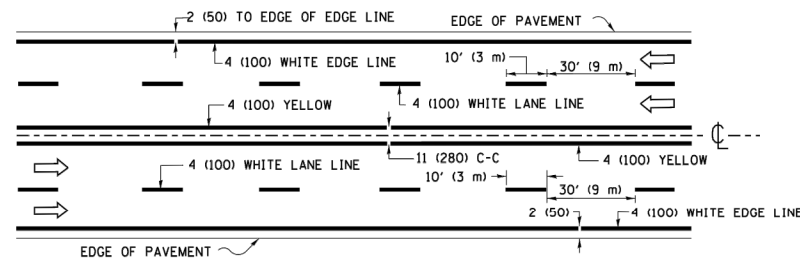 2 (50) TO EDGE OF EDGE LINE
EDGE OF PAVEMENT
4 (100) WHITE EDGE LINE
10' (3 m)
30' (9 m)
4 (100) YELLOW
4 (100) WHITE LANE LINE
CL
4 (100) WHITE LANE LINE
11 (280) C-C
4 (100) YELLOW
10' (3 m)
30' (9 m)
2 (50)
4 (100) WHITE EDGE LINE
EDGE OF PAVEMENT